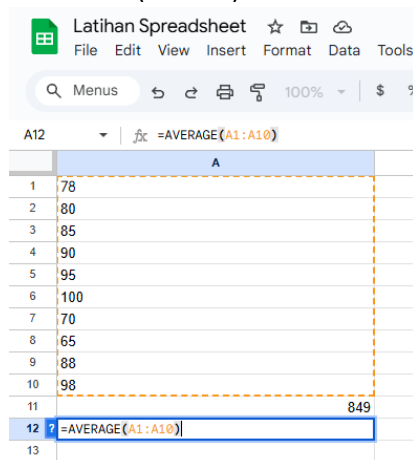 Latihan Spreadsheet
File Edit View Insert Format Data Tools
Menus 100% $
A12 fx =AVERAGE(A1:A10)
A
1 78
2 80
3 85
4 90
5 95
6 100
7 70
8 65
9 88
10 98
11 849
12 ? =AVERAGE(A1:A10)
13